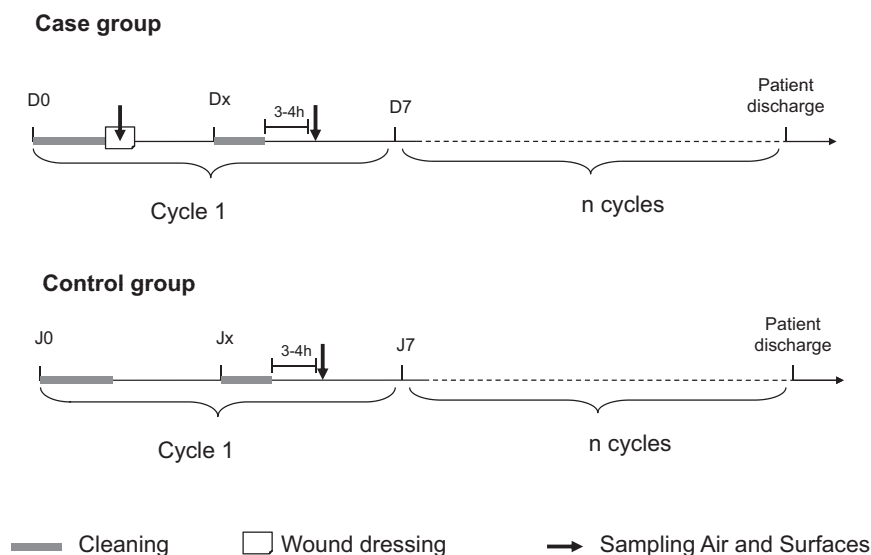 Case group
D0
Dx
3-4h
D7
Patient
discharge
Cycle 1
n cycles
Control group
J0
Jx
3-4h
J7
Patient
discharge
Cycle 1
n cycles
Cleaning
Wound dressing
Sampling Air and Surfaces